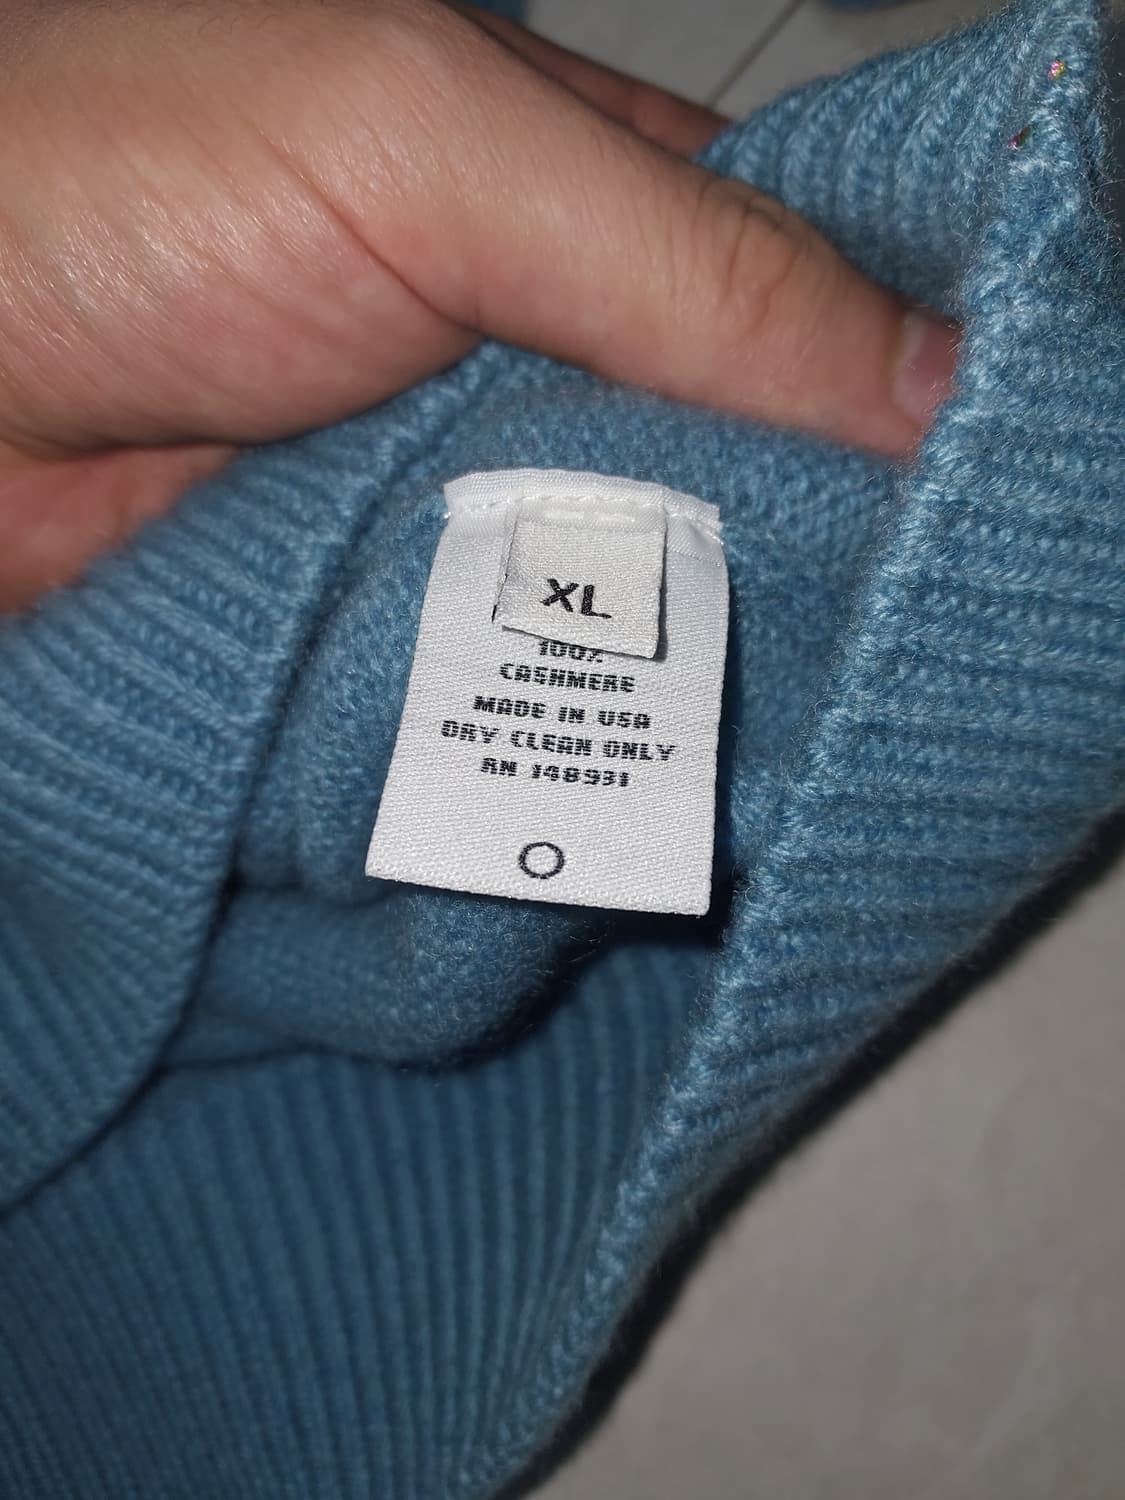 XL
100%
CASHMERE
MADE IN USA
DRY CLEAN ONLY
RN 148931